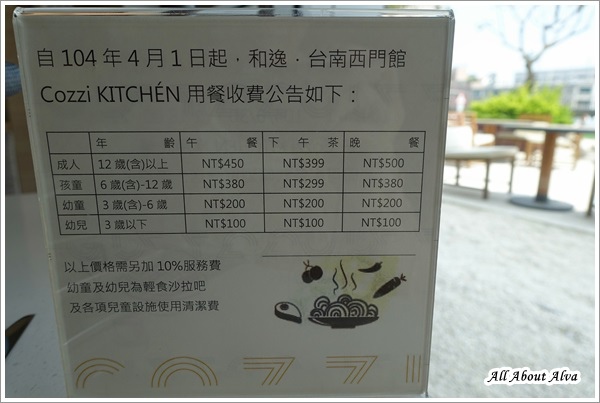 自 104 年 4 月 1 日起，和逸．台南西門館
Cozzi KITCHÉN 用餐收費公告如下：
年 齡 午 餐 下 午 茶 晚 餐
成人 12 歲(含)以上 NT$450 NT$399 NT$500
孩童 6 歲(含)-12 歲 NT$380 NT$299 NT$380
幼童 3 歲(含)-6 歲 NT$200 NT$200 NT$200
幼兒 3 歲以下 NT$100 NT$100 NT$100
以上價格需另加 10%服務費
幼童及幼兒為輕食沙拉吧
及各項兒童設施使用清潔費
COZZI
All About Alva